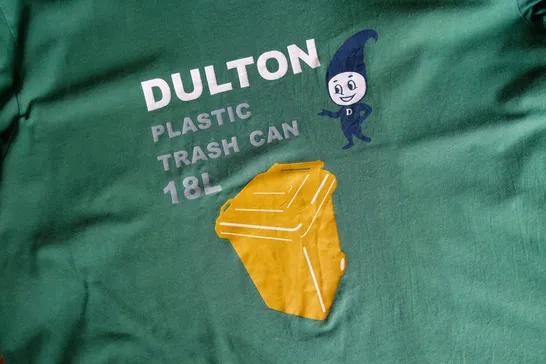 DULTON
PLASTIC
TRASH CAN
18L
D